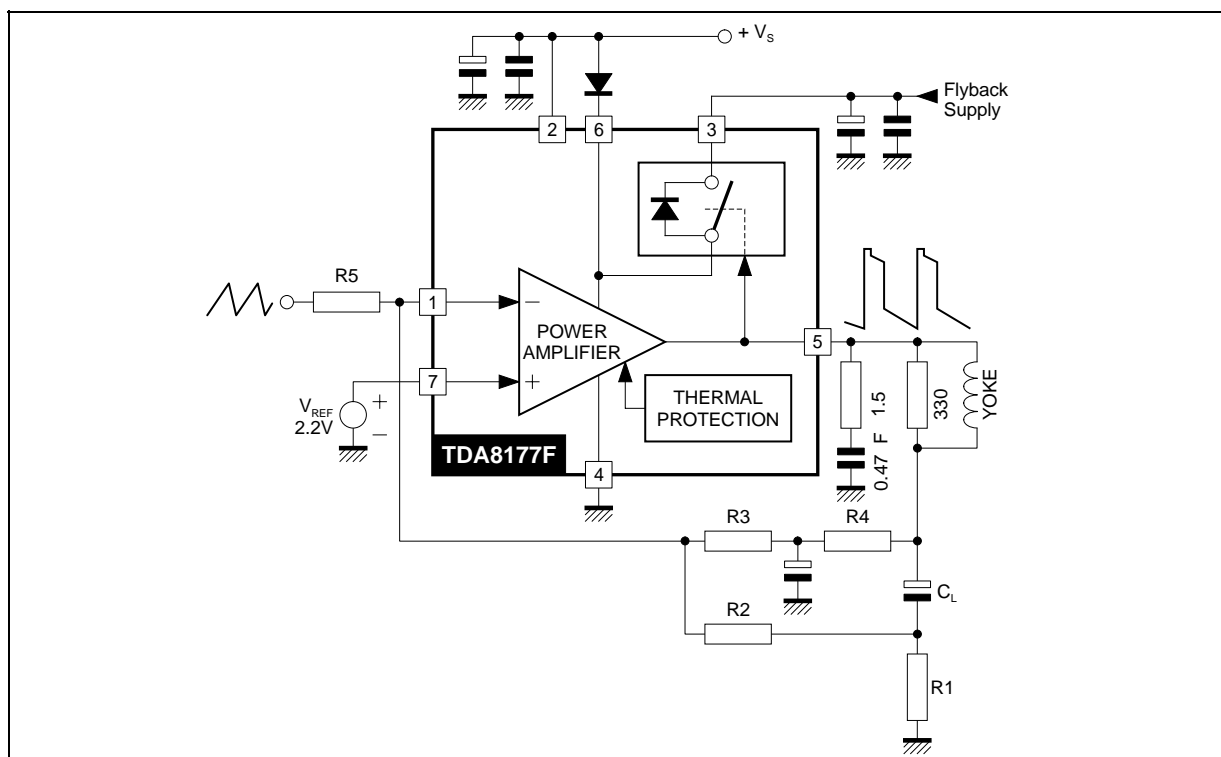 + VS
Flyback
Supply
2
6
3
R5
1
−
POWER
AMPLIFIER
5
7
+
THERMAL
PROTECTION
VREF
2.2V
+
−
TDA8177F
4
1.5
0.47 F
330
YOKE
R3
R4
CL
R2
R1